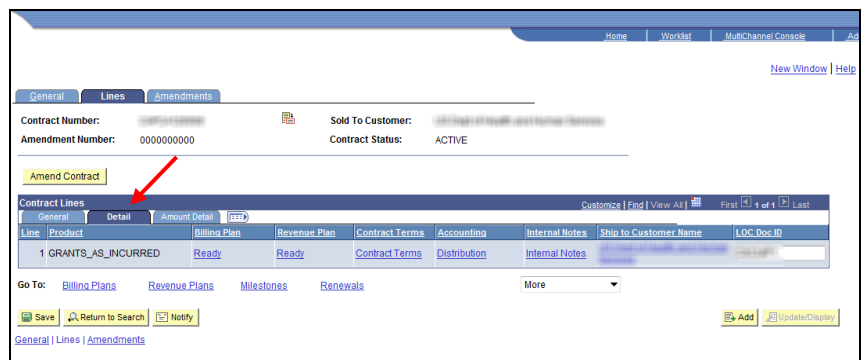 Home Worklist MultiChannel Console Ad
New Window | Help
General Lines Amendments
Contract Number: Sold To Customer:
Amendment Number: 0000000000 Contract Status: ACTIVE
Amend Contract
Contract Lines Customize | Find | View All | First 1 of 1 Last
General Detail Amount Detail
Line Product Billing Plan Revenue Plan Contract Terms Accounting Internal Notes Ship to Customer Name LOC Doc ID
1 GRANTS_AS_INCURRED Ready Ready Contract Terms Distribution Internal Notes
Go To: Billing Plans Revenue Plans Milestones Renewals More
Save Return to Search Notify Add Update/Display
General | Lines | Amendments